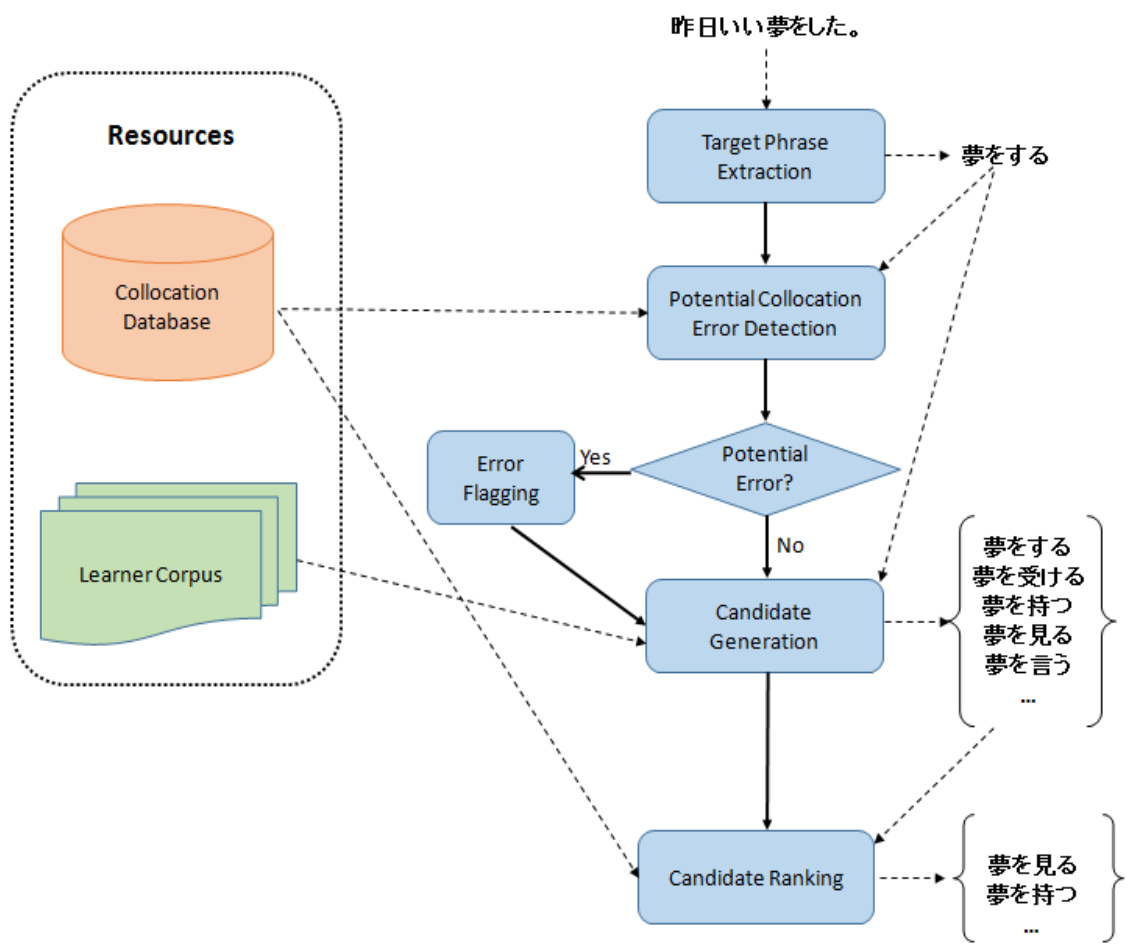 昨日いい夢をした。
Resources
Target Phrase
Extraction
夢をする
Collocation
Database
Potential Collocation
Error Detection
Potential
Error?
Yes
Error
Flagging
No
Learner Corpus
Candidate
Generation
夢をする
夢を受ける
夢を持つ
夢を見る
夢を言う
...
Candidate Ranking
夢を見る
夢を持つ
...